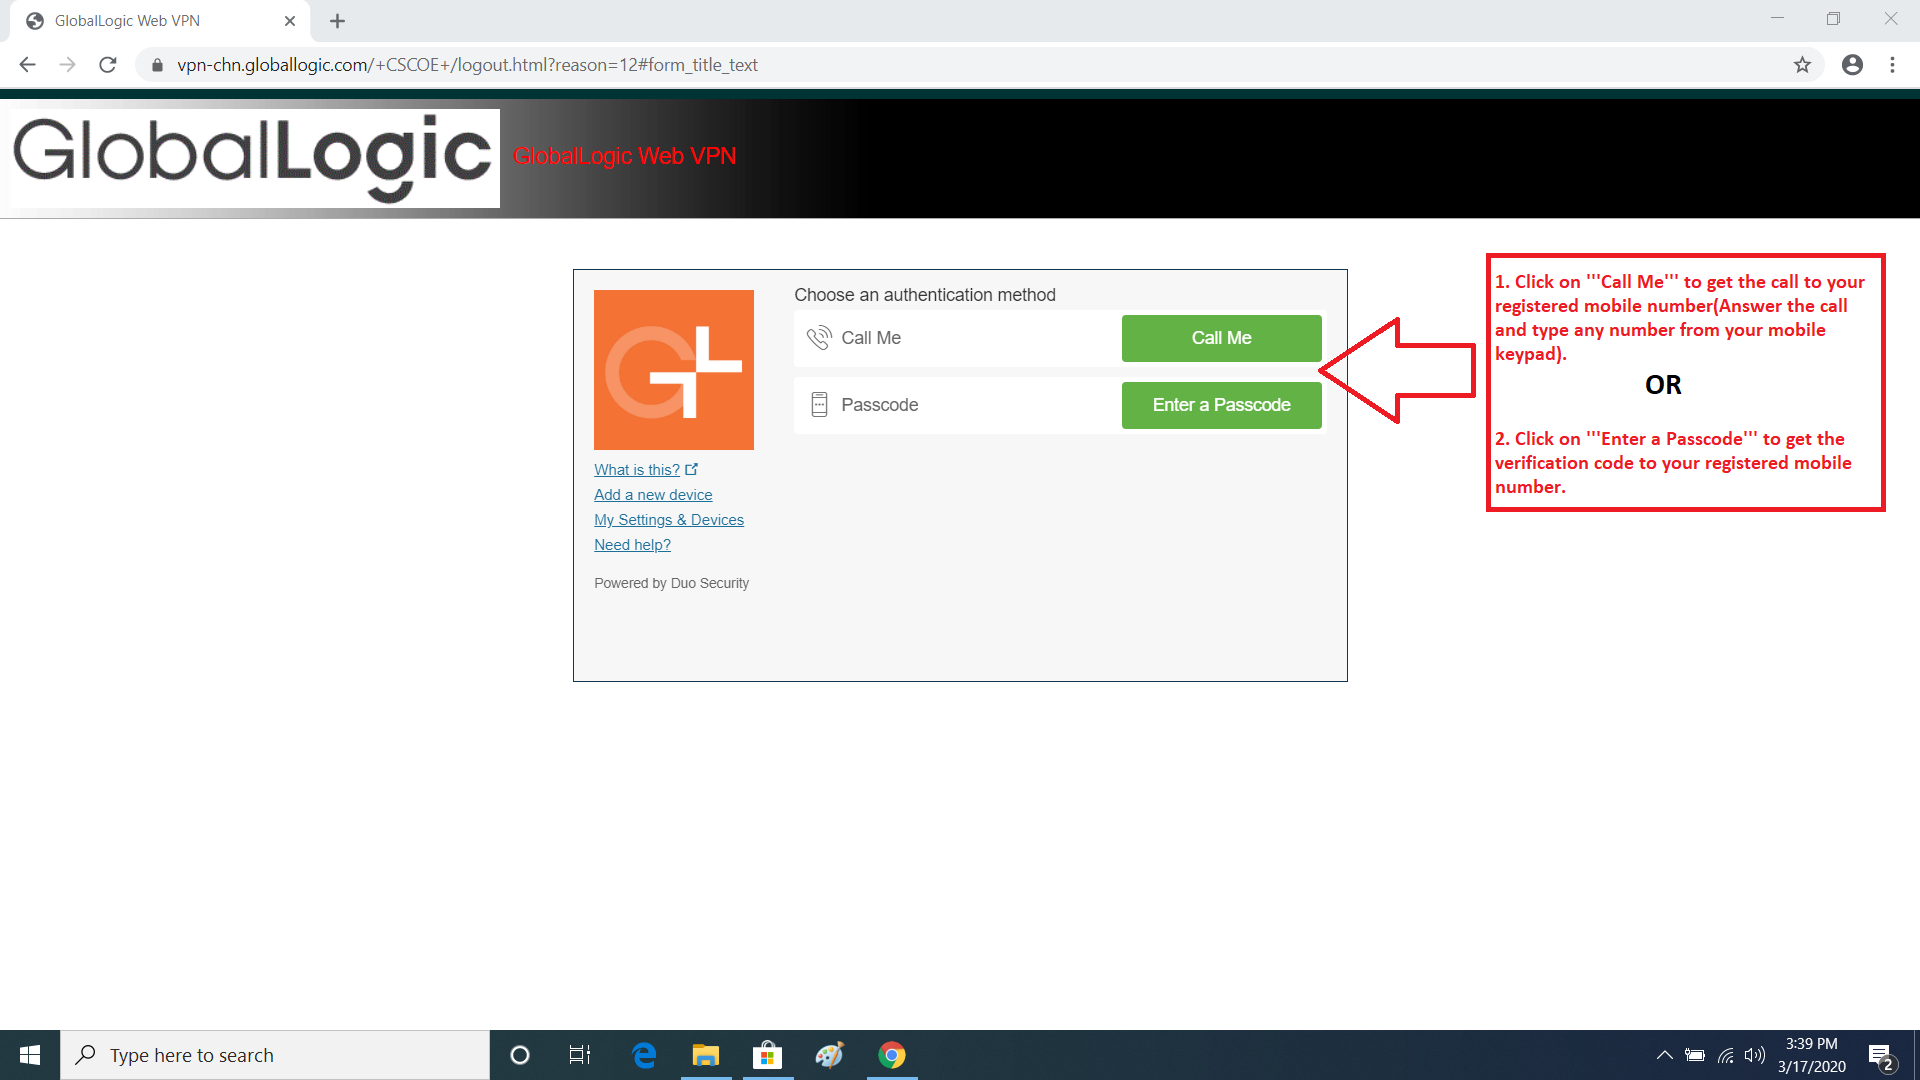 GlobalLogic Web VPN
vpn-chn.globallogic.com/+CSCOE+/logout.html?reason=12#form_title_text
GlobalLogic
GlobalLogic Web VPN
Choose an authentication method
Call Me
Call Me
Passcode
Enter a Passcode
What is this?
Add a new device
My Settings & Devices
Need help?
Powered by Duo Security
1. Click on '''Call Me''' to get the call to your
registered mobile number(Answer the call
and type any number from your mobile
keypad).
OR
2. Click on '''Enter a Passcode''' to get the
verification code to your registered mobile
number.
Type here to search
3:39 PM
3/17/2020
2